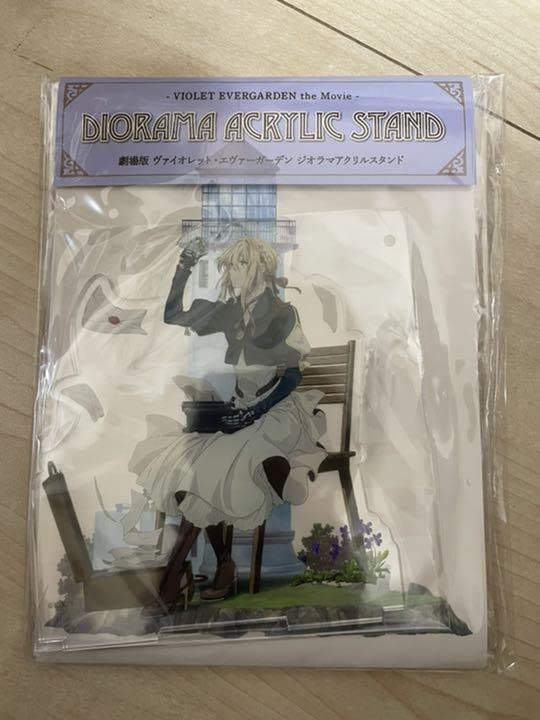 - VIOLET EVERGARDEN the Movie -
DIORAMA ACRYLIC STAND
劇場版 ヴァイオレット・エヴァーガーデン ジオラマアクリルスタンド